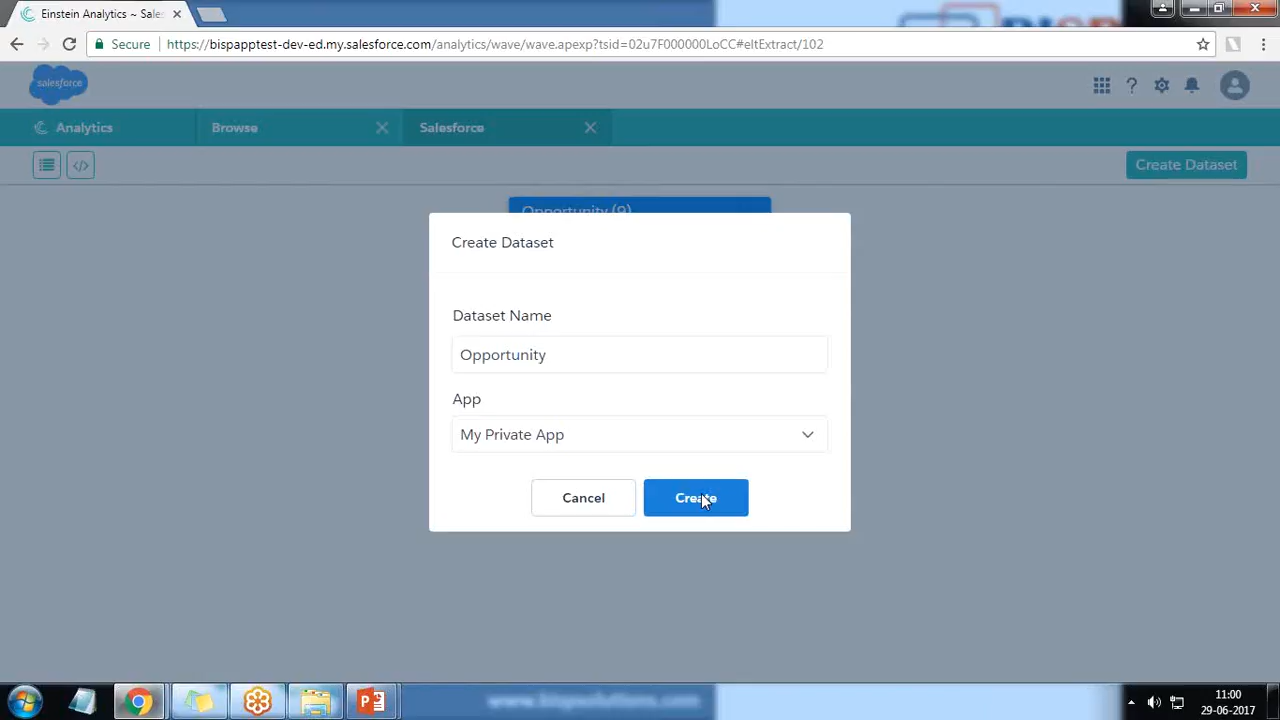 Einstein Analytics ~ Sale
Secure
https://bispapptest-dev-ed.my.salesforce.com/analytics/wave/wave.apexp?tsid=02u7F000000LoCC#eltExtract/102
salesforce
?
Analytics
Browse
Salesforce
</>
Create Dataset
Opportunity (9)
Create Dataset
Dataset Name
Opportunity
App
My Private App
Cancel
Create
www.bispsolutions.com
11:00
29-06-2017